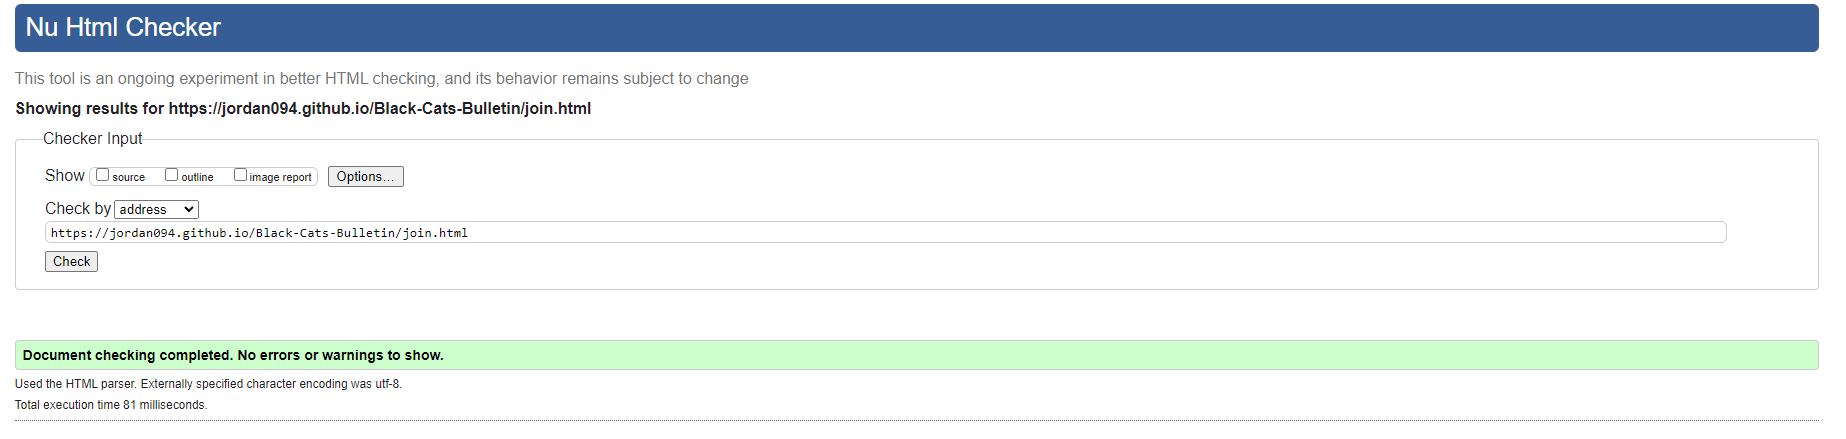 Nu Html Checker
This tool is an ongoing experiment in better HTML checking, and its behavior remains subject to change
Showing results for https://jordan094.github.io/Black-Cats-Bulletin/join.html
Checker Input
Show source outline image report Options...
Check by address
https://jordan094.github.io/Black-Cats-Bulletin/join.html
Check
Document checking completed. No errors or warnings to show.
Used the HTML parser. Externally specified character encoding was utf-8.
Total execution time 81 milliseconds.